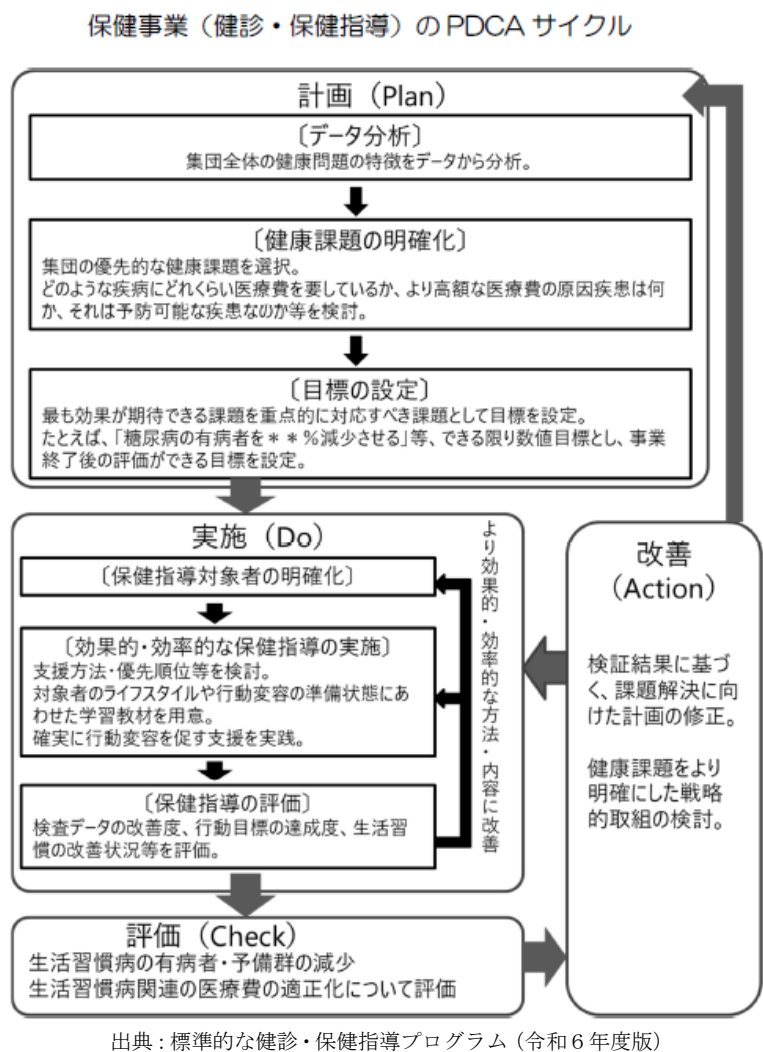 保健事業（健診・保健指導）のPDCAサイクル
計画（Plan）
〔データ分析〕
集団全体の健康問題の特徴をデータから分析。
〔健康課題の明確化〕
集団の優先的な健康課題を選択。
どのような疾病にどれくらい医療費を要しているか、より高額な医療費の原因疾患は何
か、それは予防可能な疾患なのか等を検討。
〔目標の設定〕
最も効果が期待できる課題を重点的に対応すべき課題として目標を設定。
たとえば、「糖尿病の有病者を＊＊％減少させる」等、できる限り数値目標とし、事業
終了後の評価ができる目標を設定。
実施（Do）
〔保健指導対象者の明確化〕
〔効果的・効率的な保健指導の実施〕
支援方法・優先順位等を検討。
対象者のライフスタイルや行動変容の準備状態にあ
わせた学習教材を用意。
確実に行動変容を促す支援を実践。
〔保健指導の評価〕
検査データの改善度、行動目標の達成度、生活習
慣の改善状況等を評価。
より効果的・効率的な方法・内容に改善
評価（Check）
生活習慣病の有病者・予備群の減少
生活習慣病関連の医療費の適正化について評価
改善
（Action）
検証結果に基づ
く、課題解決に向
けた計画の修正。
健康課題をより
明確にした戦略
的取組の検討。
出典：標準的な健診・保健指導プログラム（令和６年度版）